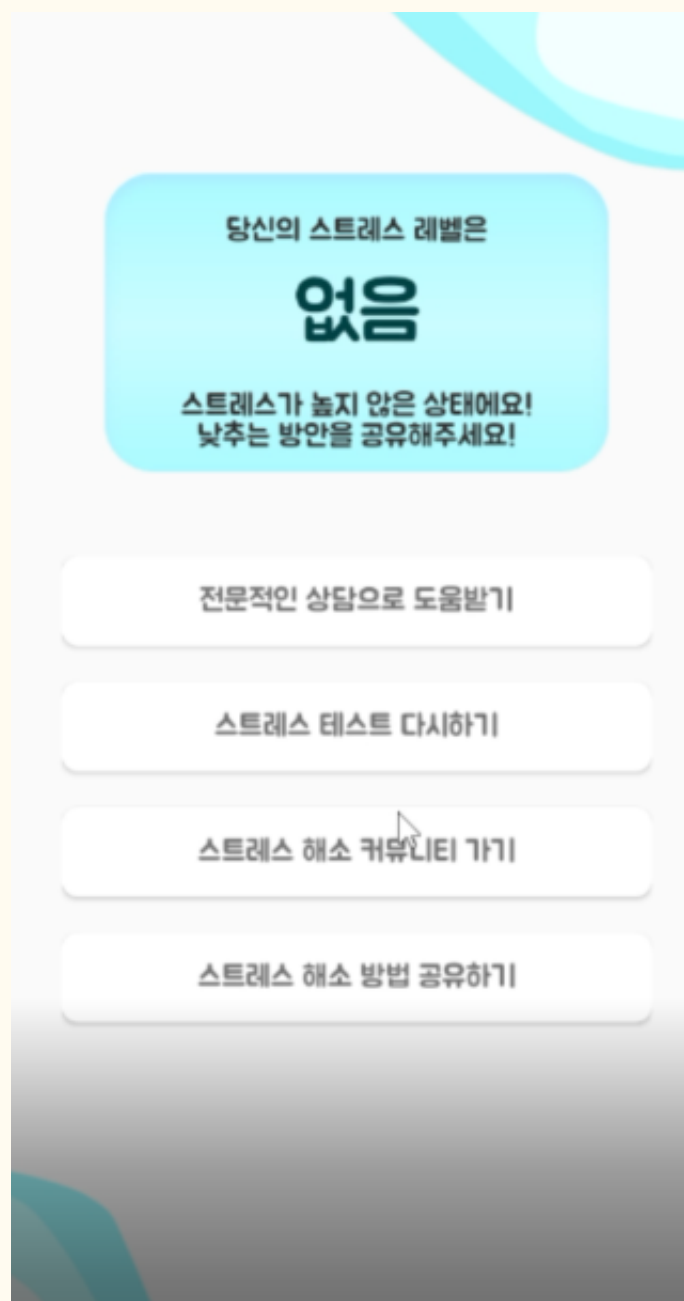 당신의 스트레스 레벨은
없음
스트레스가 높지 않은 상태에요!
낮추는 방안을 공유해주세요!
전문적인 상담으로 도움받기
스트레스 테스트 다시하기
스트레스 해소 커뮤니티 가기
스트레스 해소 방법 공유하기